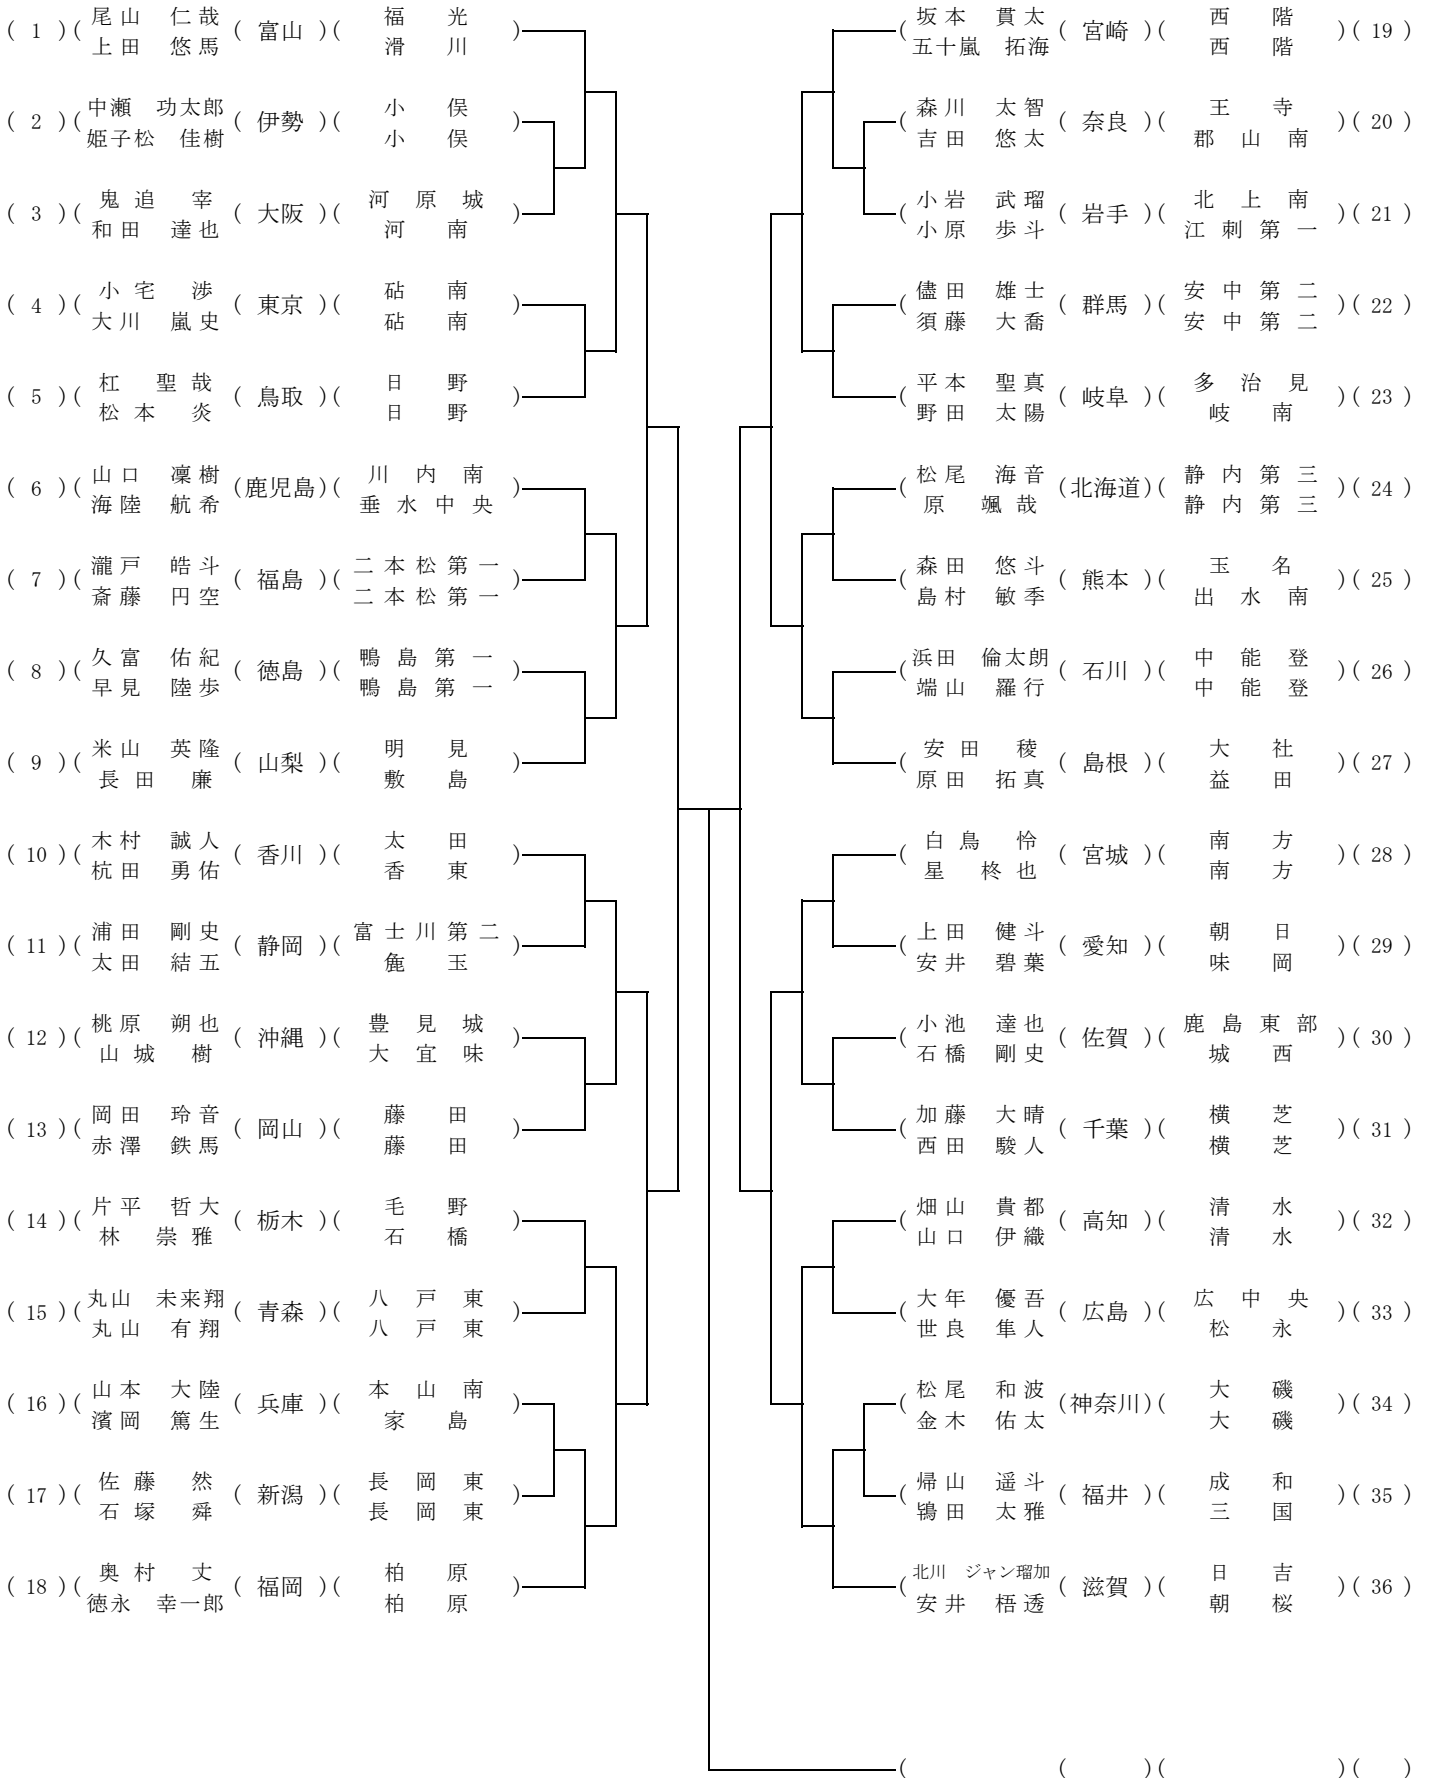 尾山 仁哉 福光
( 1 )( ( 富山 )( )
上田 悠馬 滑川
中瀬 功太郎 小俣
( 2 )( ( 伊勢 )( )
姫子松 佳樹 小俣
鬼追 宰 河原城
( 3 )( ( 大阪 )( )
和田 達也 河南
小宅 渉 砧南
( 4 )( ( 東京 )( )
大川 嵐史 砧南
杠 聖哉 日野
( 5 )( ( 鳥取 )( )
松本 炎 日野
山口 凜樹 川内南
( 6 )( (鹿児島)( )
海陸 航希 垂水中央
瀧戸 皓斗 二本松第一
( 7 )( ( 福島 )( )
斎藤 円空 二本松第一
久富 佑紀 鴨島第一
( 8 )( ( 徳島 )( )
早見 陸歩 鴨島第一
米山 英隆 明見
( 9 )( ( 山梨 )( )
長田 廉 敷島
木村 誠人 太田
( 10 )( ( 香川 )( )
杭田 勇佑 香東
浦田 剛史 富士川第二
( 11 )( ( 静岡 )( )
太田 結五 麁玉
桃原 朔也 豊見城
( 12 )( ( 沖縄 )( )
山城 樹 大宜味
岡田 玲音 藤田
( 13 )( ( 岡山 )( )
赤澤 鉄馬 藤田
片平 哲大 毛野
( 14 )( ( 栃木 )( )
林 崇雅 石橋
丸山 未来翔 八戸東
( 15 )( ( 青森 )( )
丸山 有翔 八戸東
山本 大陸 本山南
( 16 )( ( 兵庫 )( )
濱岡 篤生 家島
佐藤 然 長岡東
( 17 )( ( 新潟 )( )
石塚 舜 長岡東
奥村 丈 柏原
( 18 )( ( 福岡 )( )
徳永 幸一郎 柏原
坂本 貫太 西階
( ( 宮崎 )( )( 19 )
五十嵐 拓海 西階
森川 太智 王寺
( ( 奈良 )( )( 20 )
吉田 悠太 郡山南
小岩 武瑠 北上南
( ( 岩手 )( )( 21 )
小原 歩斗 江刺第一
儘田 雄士 安中第二
( ( 群馬 )( )( 22 )
須藤 大喬 安中第二
平本 聖真 多治見
( ( 岐阜 )( )( 23 )
野田 太陽 岐南
松尾 海音 静内第三
( (北海道)( )( 24 )
原 颯哉 静内第三
森田 悠斗 玉名
( ( 熊本 )( )( 25 )
島村 敏季 出水南
浜田 倫太朗 中能登
( ( 石川 )( )( 26 )
端山 羅行 中能登
安田 稜 大社
( ( 島根 )( )( 27 )
原田 拓真 益田
白鳥 怜 南方
( ( 宮城 )( )( 28 )
星 柊也 南方
上田 健斗 朝日
( ( 愛知 )( )( 29 )
安井 碧葉 味岡
小池 達也 鹿島東部
( ( 佐賀 )( )( 30 )
石橋 剛史 城西
加藤 大晴 横芝
( ( 千葉 )( )( 31 )
西田 駿人 横芝
畑山 貴都 清水
( ( 高知 )( )( 32 )
山口 伊織 清水
大年 優吾 広中央
( ( 広島 )( )( 33 )
世良 隼人 松永
松尾 和波 大磯
( (神奈川)( )( 34 )
金木 佑太 大磯
帰山 遥斗 成和
( ( 福井 )( )( 35 )
鴇田 太雅 三国
北川 ジャン瑠加 日吉
( ( 滋賀 )( )( 36 )
安井 梧透 朝桜
( ( )( )( )